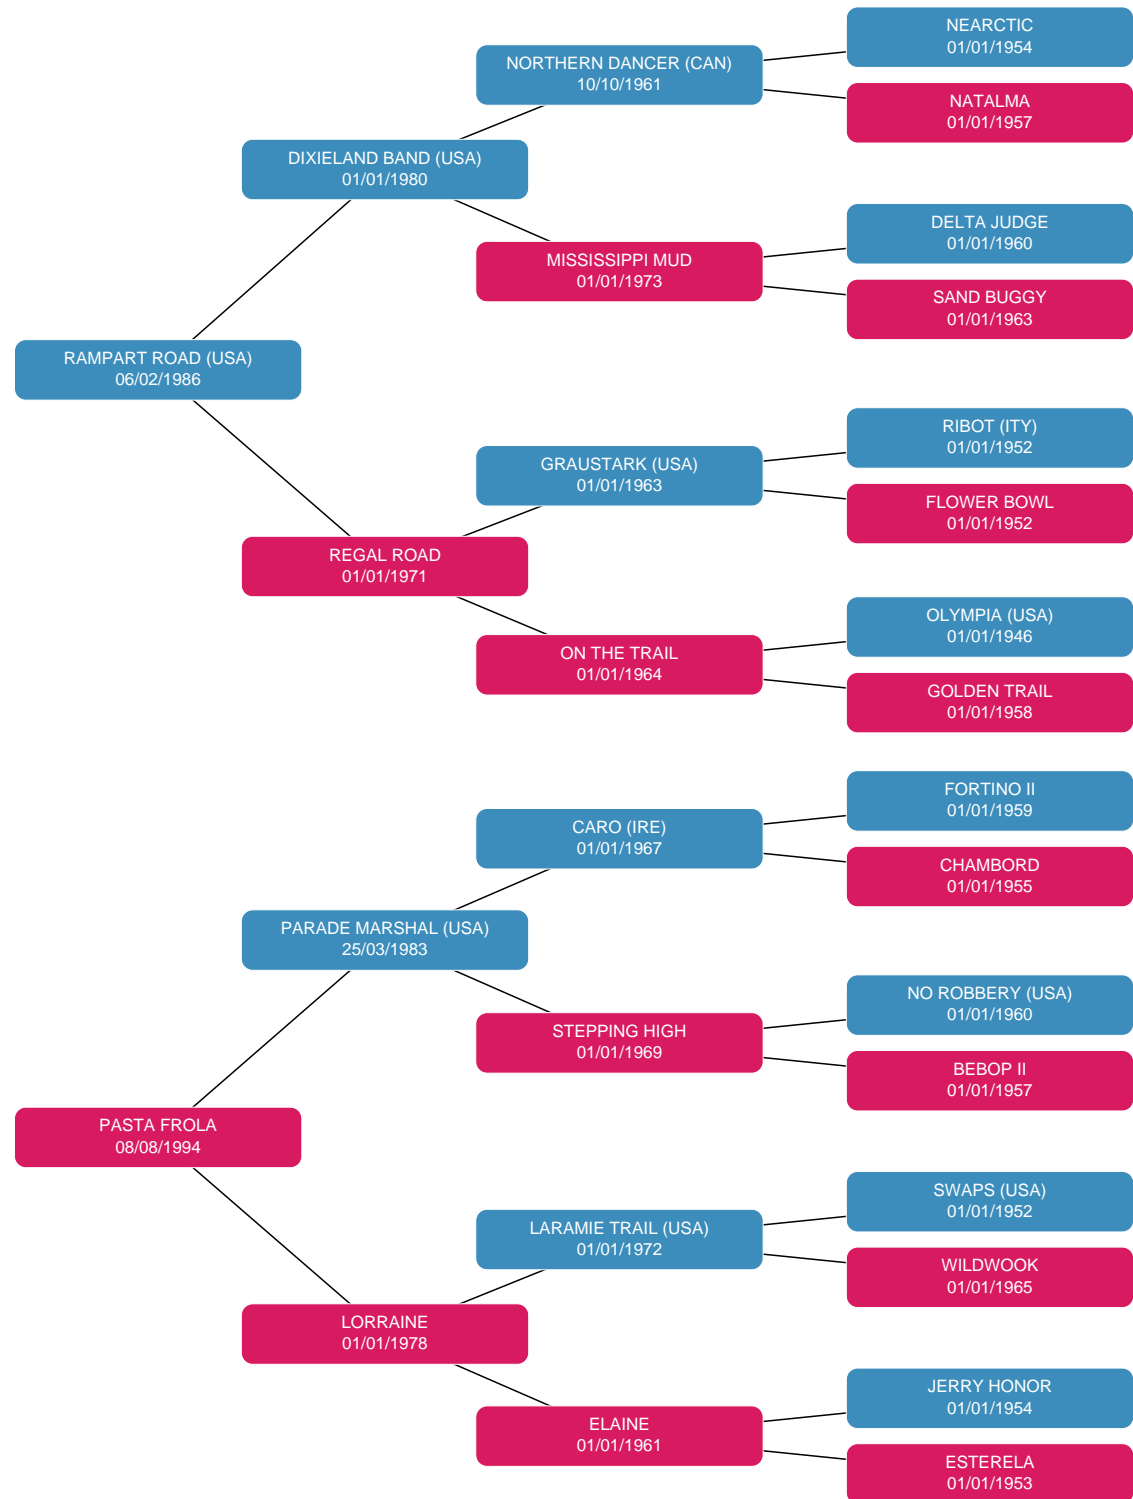 NEARCTIC
01/01/1954
NORTHERN DANCER (CAN)
10/10/1961
NATALMA
01/01/1957
DIXIELAND BAND (USA)
01/01/1980
DELTA JUDGE
01/01/1960
MISSISSIPPI MUD
01/01/1973
SAND BUGGY
01/01/1963
RAMPART ROAD (USA)
06/02/1986
RIBOT (ITY)
01/01/1952
GRAUSTARK (USA)
01/01/1963
FLOWER BOWL
01/01/1952
REGAL ROAD
01/01/1971
OLYMPIA (USA)
01/01/1946
ON THE TRAIL
01/01/1964
GOLDEN TRAIL
01/01/1958
FORTINO II
01/01/1959
CARO (IRE)
01/01/1967
CHAMBORD
01/01/1955
PARADE MARSHAL (USA)
25/03/1983
NO ROBBERY (USA)
01/01/1960
STEPPING HIGH
01/01/1969
BEBOP II
01/01/1957
PASTA FROLA
08/08/1994
SWAPS (USA)
01/01/1952
LARAMIE TRAIL (USA)
01/01/1972
WILDWOOK
01/01/1965
LORRAINE
01/01/1978
JERRY HONOR
01/01/1954
ELAINE
01/01/1961
ESTERELA
01/01/1953